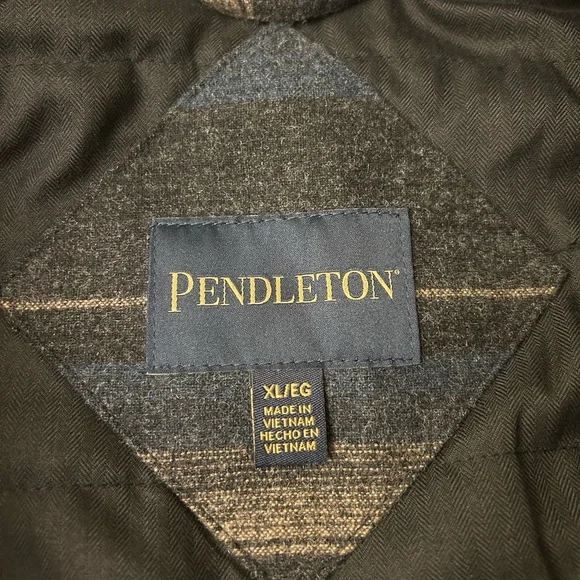 PENDLETON®
XL/EG
MADE IN
VIETNAM
HECHO EN
VIETNAM